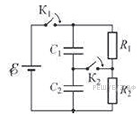 K₁
C₁
R₁
ℰ
K₂
C₂
R₂